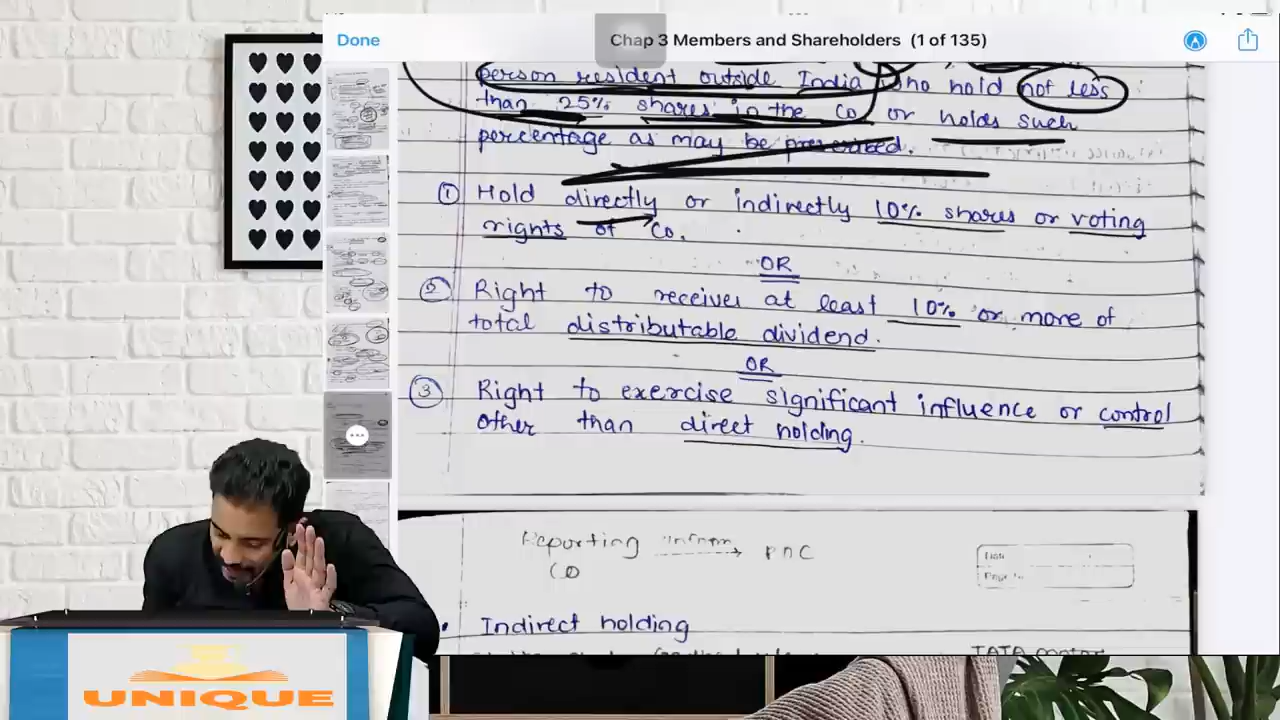 Done
Chap 3 Members and Shareholders (1 of 135)
person resident outside India who hold not less
than 25% shares in the Co or holds such
percentage as may be prescribed.
① Hold directly or indirectly 10% shares or voting
rights of Co.
OR
② Right to receives at least 10% or more of
total distributable dividend.
OR
③ Right to exercise significant influence or control
other than direct holding.
Reporting
Co
• Indirect holding
UNIQUE